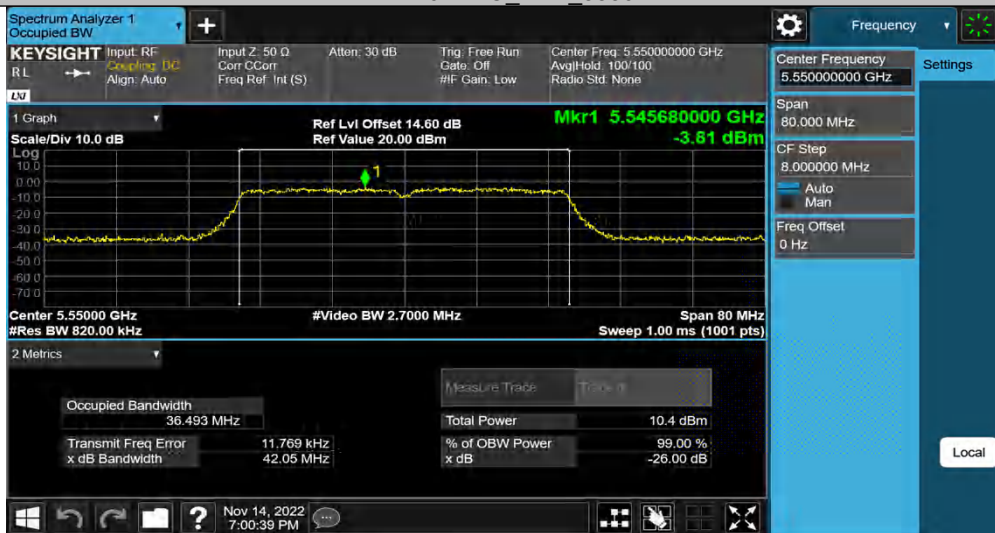 Spectrum Analyzer 1
Occupied BW
Frequency
KEYSIGHT Input: RF
Coupling: DC
Align: Auto
RL
LXI
Input Z: 50 Ω
Corr CCorr
Freq Ref: Int (S)
Atten: 30 dB
Trig: Free Run
Gate: Off
#IF Gain: Low
Center Freq: 5.550000000 GHz
Avg|Hold: 100/100
Radio Std: None
Center Frequency
5.550000000 GHz
Settings
Span
80.000 MHz
CF Step
8.000000 MHz
Auto
Man
Freq Offset
0 Hz
Local
1 Graph
Scale/Div 10.0 dB
Ref Lvl Offset 14.60 dB
Ref Value 20.00 dBm
Mkr1 5.545680000 GHz
-3.81 dBm
Log
10.0
0.00
-10.0
-20.0
-30.0
-40.0
-50.0
-60.0
-70.0
1
Center 5.55000 GHz
#Res BW 820.00 kHz
#Video BW 2.7000 MHz
Span 80 MHz
Sweep 1.00 ms (1001 pts)
2 Metrics
Measure Trace
Occupied Bandwidth
36.493 MHz
Total Power 10.4 dBm
Transmit Freq Error 11.769 kHz
% of OBW Power 99.00 %
x dB Bandwidth 42.05 MHz
x dB -26.00 dB
Nov 14, 2022
7:00:39 PM